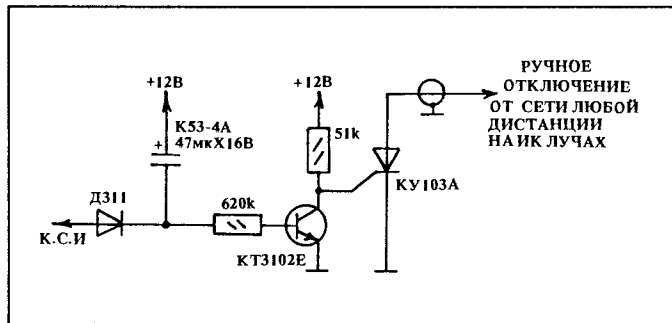 +12В
К53-4А
47мкХ16В
Д311
К.С.И
620k
+12В
51k
КТ3102Е
КУ103А
РУЧНОЕ
ОТКЛЮЧЕНИЕ
ОТ СЕТИ ЛЮБОЙ
ДИСТАНЦИИ
НА ИК ЛУЧАХ
+